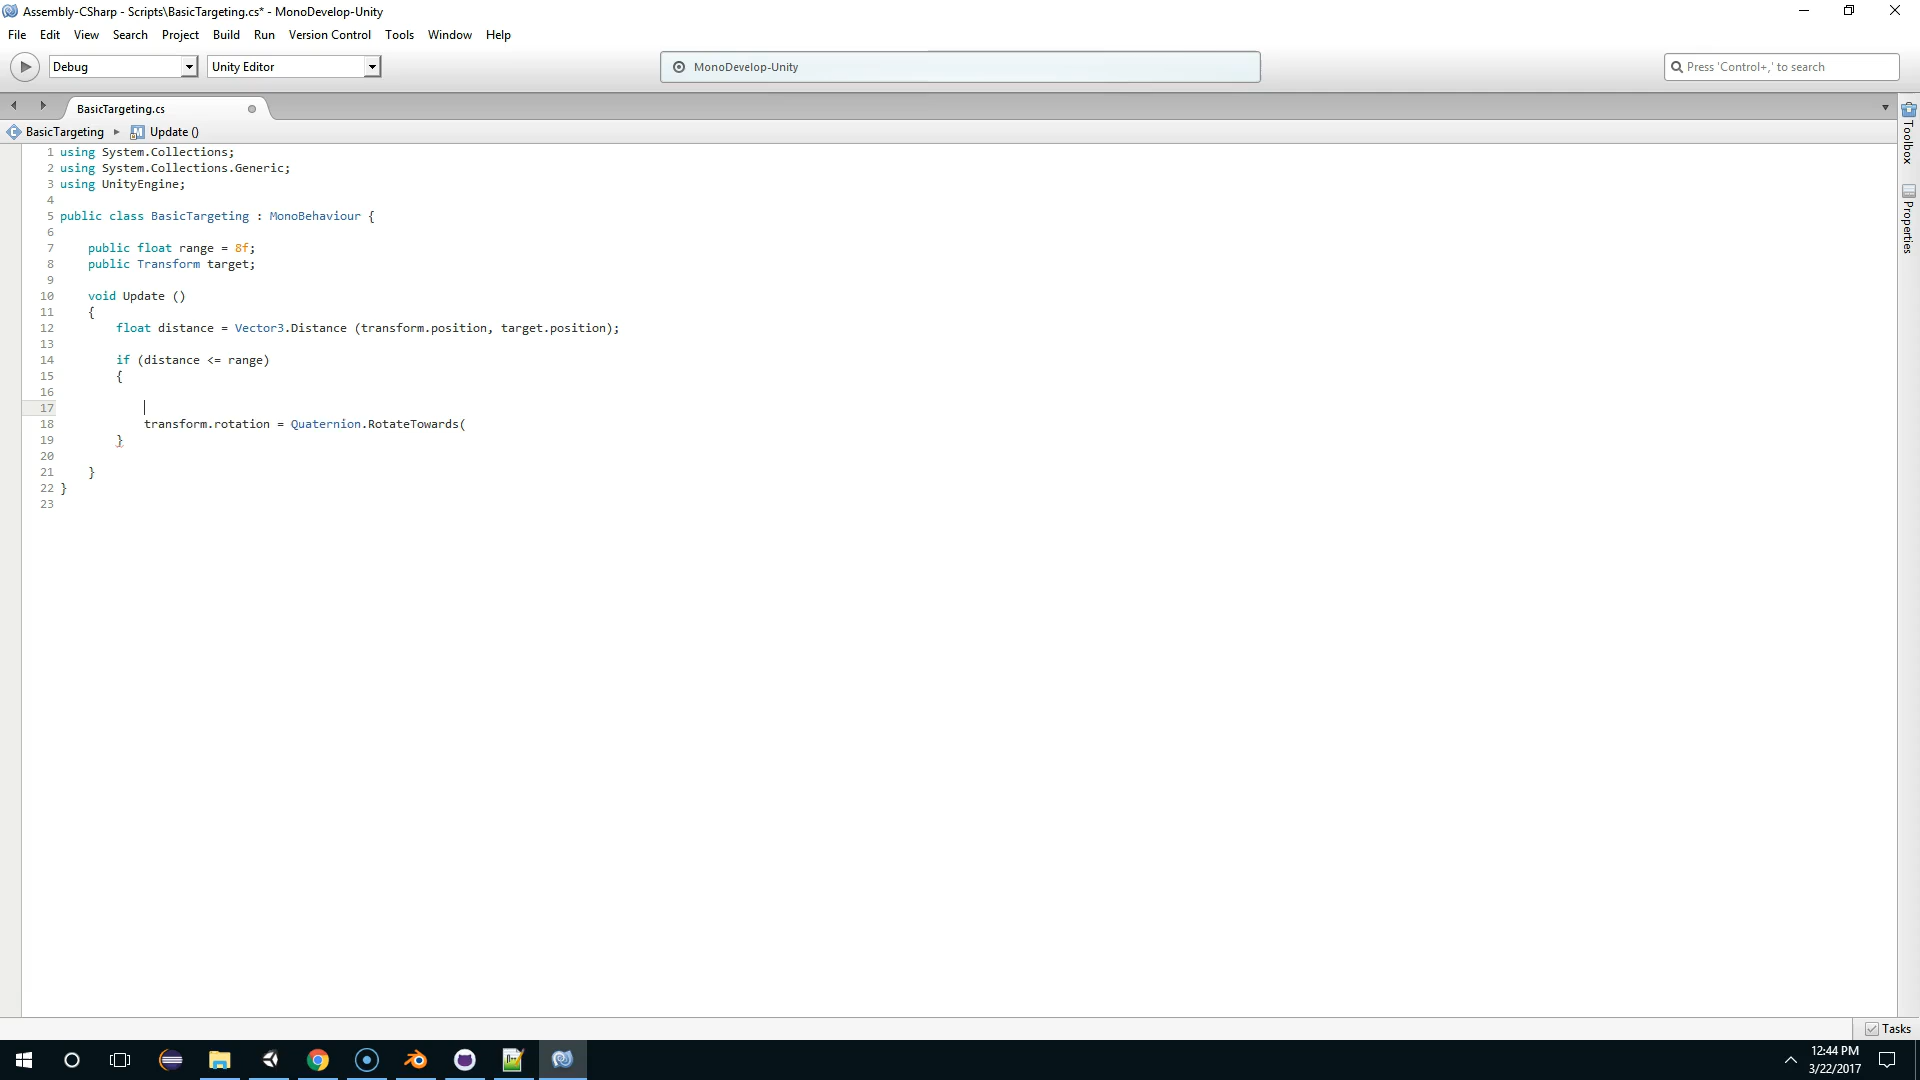 Assembly-CSharp - Scripts\BasicTargeting.cs* - MonoDevelop-Unity
File Edit View Search Project Build Run Version Control Tools Window Help
Debug Unity Editor MonoDevelop-Unity Press 'Control+,' to search
BasicTargeting.cs
BasicTargeting Update ()
1 using System.Collections;
2 using System.Collections.Generic;
3 using UnityEngine;
4
5 public class BasicTargeting : MonoBehaviour {
6
7 public float range = 8f;
8 public Transform target;
9
10 void Update ()
11 {
12 float distance = Vector3.Distance (transform.position, target.position);
13
14 if (distance <= range)
15 {
16
17
18 transform.rotation = Quaternion.RotateTowards(
19 }
20
21 }
22 }
23
Toolbox
Properties
Tasks
12:44 PM
3/22/2017